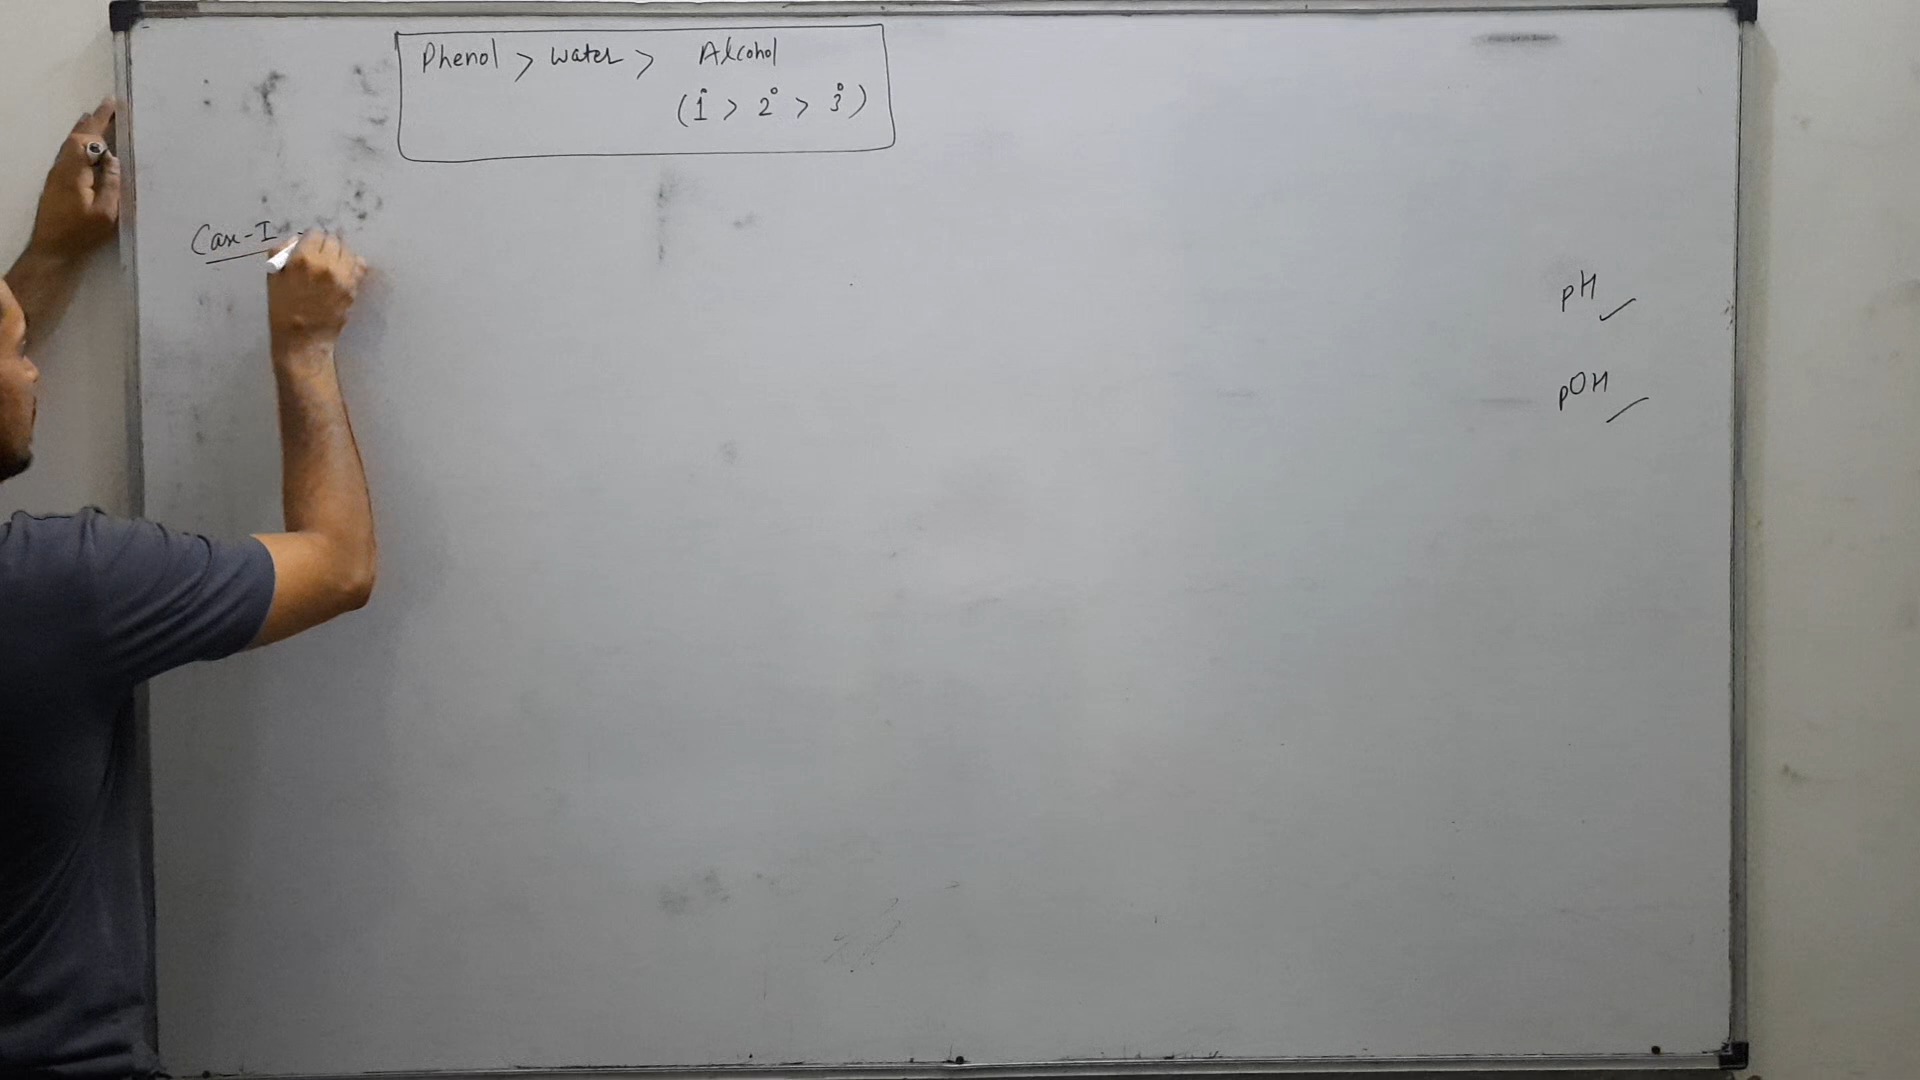 Phenol > water > Alcohol
(1° > 2° > 3°)
Case-I
pH
pOH